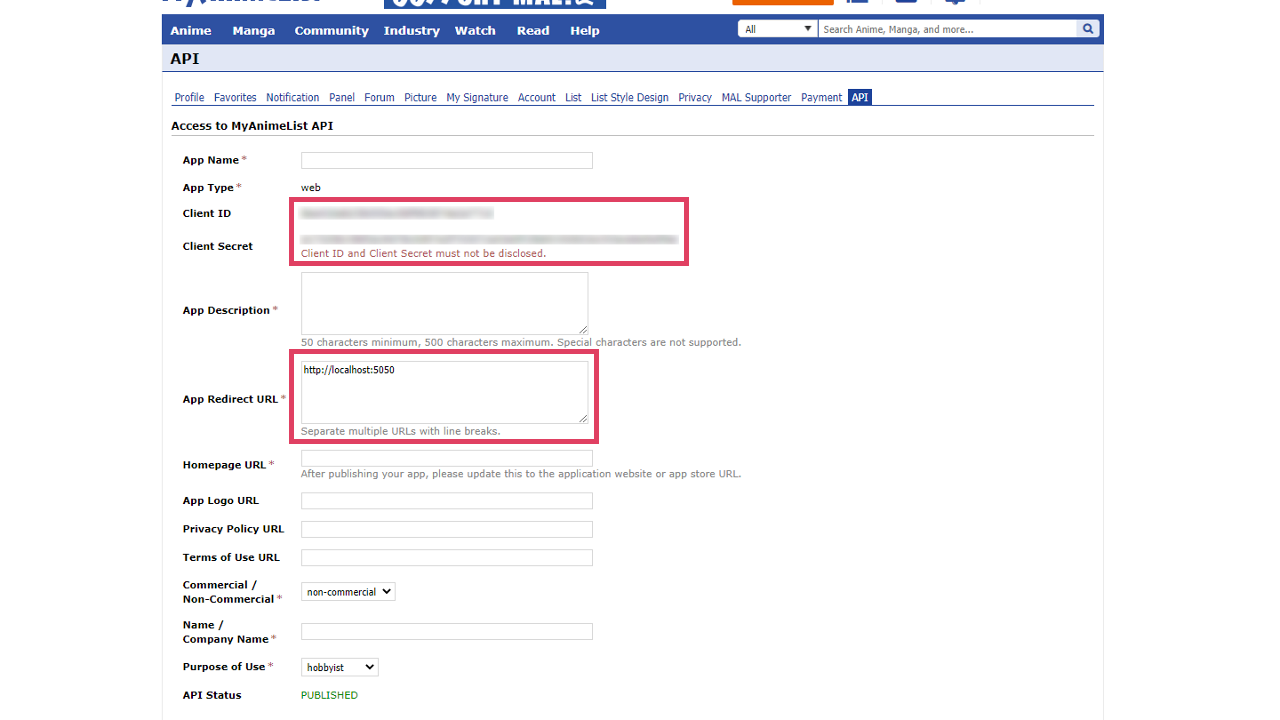 Anime Manga Community Industry Watch Read Help All Search Anime, Manga, and more...
API
Profile Favorites Notification Panel Forum Picture My Signature Account List List Style Design Privacy MAL Supporter Payment API
Access to MyAnimeList API
App Name *
App Type * web
Client ID
Client Secret
Client ID and Client Secret must not be disclosed.
App Description *
50 characters minimum, 500 characters maximum. Special characters are not supported.
http://localhost:5050
App Redirect URL *
Separate multiple URLs with line breaks.
Homepage URL *
After publishing your app, please update this to the application website or app store URL.
App Logo URL
Privacy Policy URL
Terms of Use URL
Commercial /
Non-Commercial * non-commercial
Name /
Company Name *
Purpose of Use * hobbyist
API Status PUBLISHED